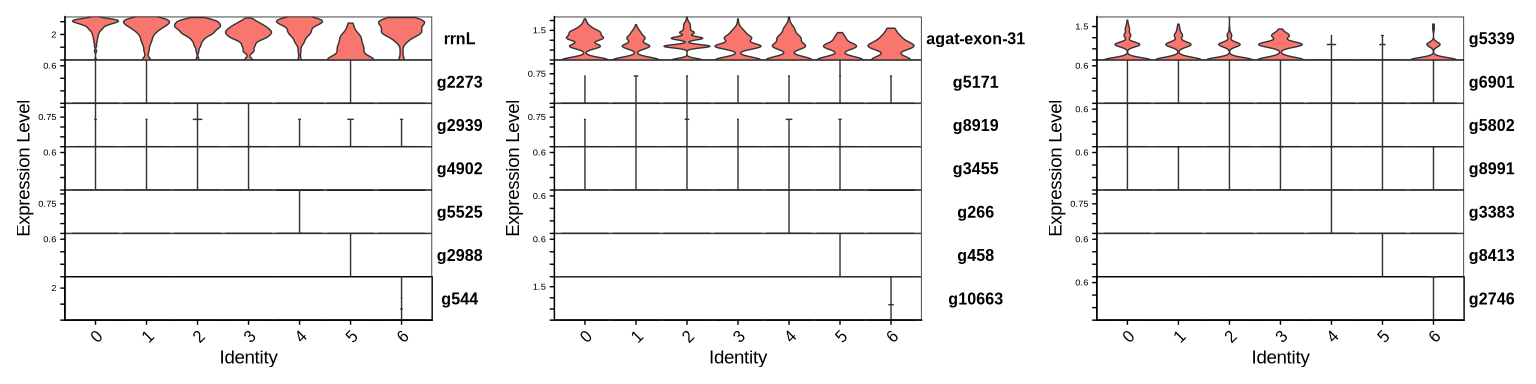 Expression Level
2
rrnL
0.6
g2273
0.75
g2939
0.6
g4902
0.75
g5525
0.6
g2988
2
g544
0 1 2 3 4 5 6
Identity
Expression Level
1.5
agat-exon-31
0.75
g5171
0.75
g8919
0.6
g3455
0.6
g266
0.6
g458
1.5
g10663
0 1 2 3 4 5 6
Identity
Expression Level
1.5
g5339
0.6
g6901
0.6
g5802
0.6
g8991
0.75
g3383
0.6
g8413
0.6
g2746
0 1 2 3 4 5 6
Identity